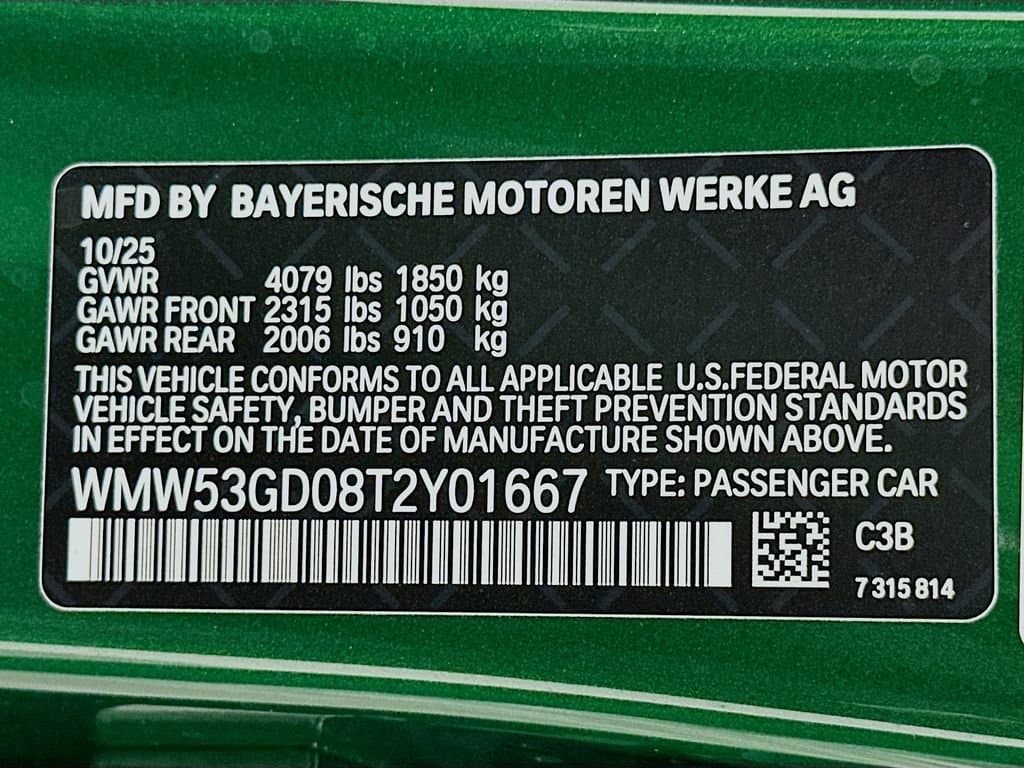 MFD BY BAYERISCHE MOTOREN WERKE AG
10/25
GVWR 4079 lbs 1850 kg
GAWR FRONT 2315 lbs 1050 kg
GAWR REAR 2006 lbs 910 kg
THIS VEHICLE CONFORMS TO ALL APPLICABLE U.S.FEDERAL MOTOR
VEHICLE SAFETY, BUMPER AND THEFT PREVENTION STANDARDS
IN EFFECT ON THE DATE OF MANUFACTURE SHOWN ABOVE.
WMW53GD08T2Y01667 TYPE: PASSENGER CAR
C3B
7 315 814